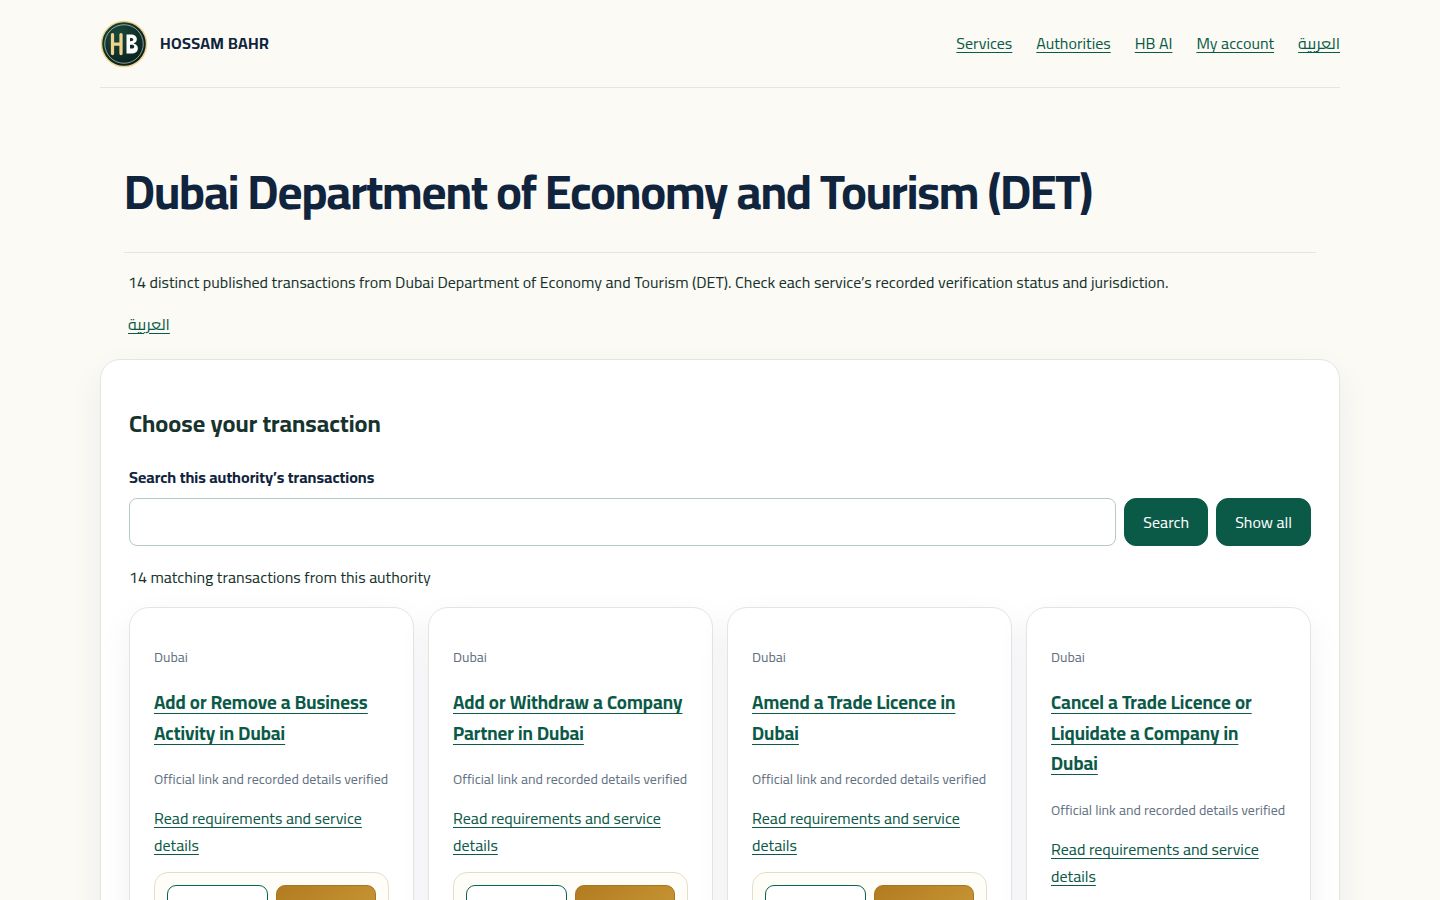 HB HOSSAM BAHR
Services Authorities HB AI My account العربية
Dubai Department of Economy and Tourism (DET)
14 distinct published transactions from Dubai Department of Economy and Tourism (DET). Check each service’s recorded verification status and jurisdiction.
العربية
Choose your transaction
Search this authority’s transactions
Search
Show all
14 matching transactions from this authority
Dubai
Add or Remove a Business
Activity in Dubai
Official link and recorded details verified
Read requirements and service
details
Dubai
Add or Withdraw a Company
Partner in Dubai
Official link and recorded details verified
Read requirements and service
details
Dubai
Amend a Trade Licence in
Dubai
Official link and recorded details verified
Read requirements and service
details
Dubai
Cancel a Trade Licence or
Liquidate a Company in
Dubai
Official link and recorded details verified
Read requirements and service
details